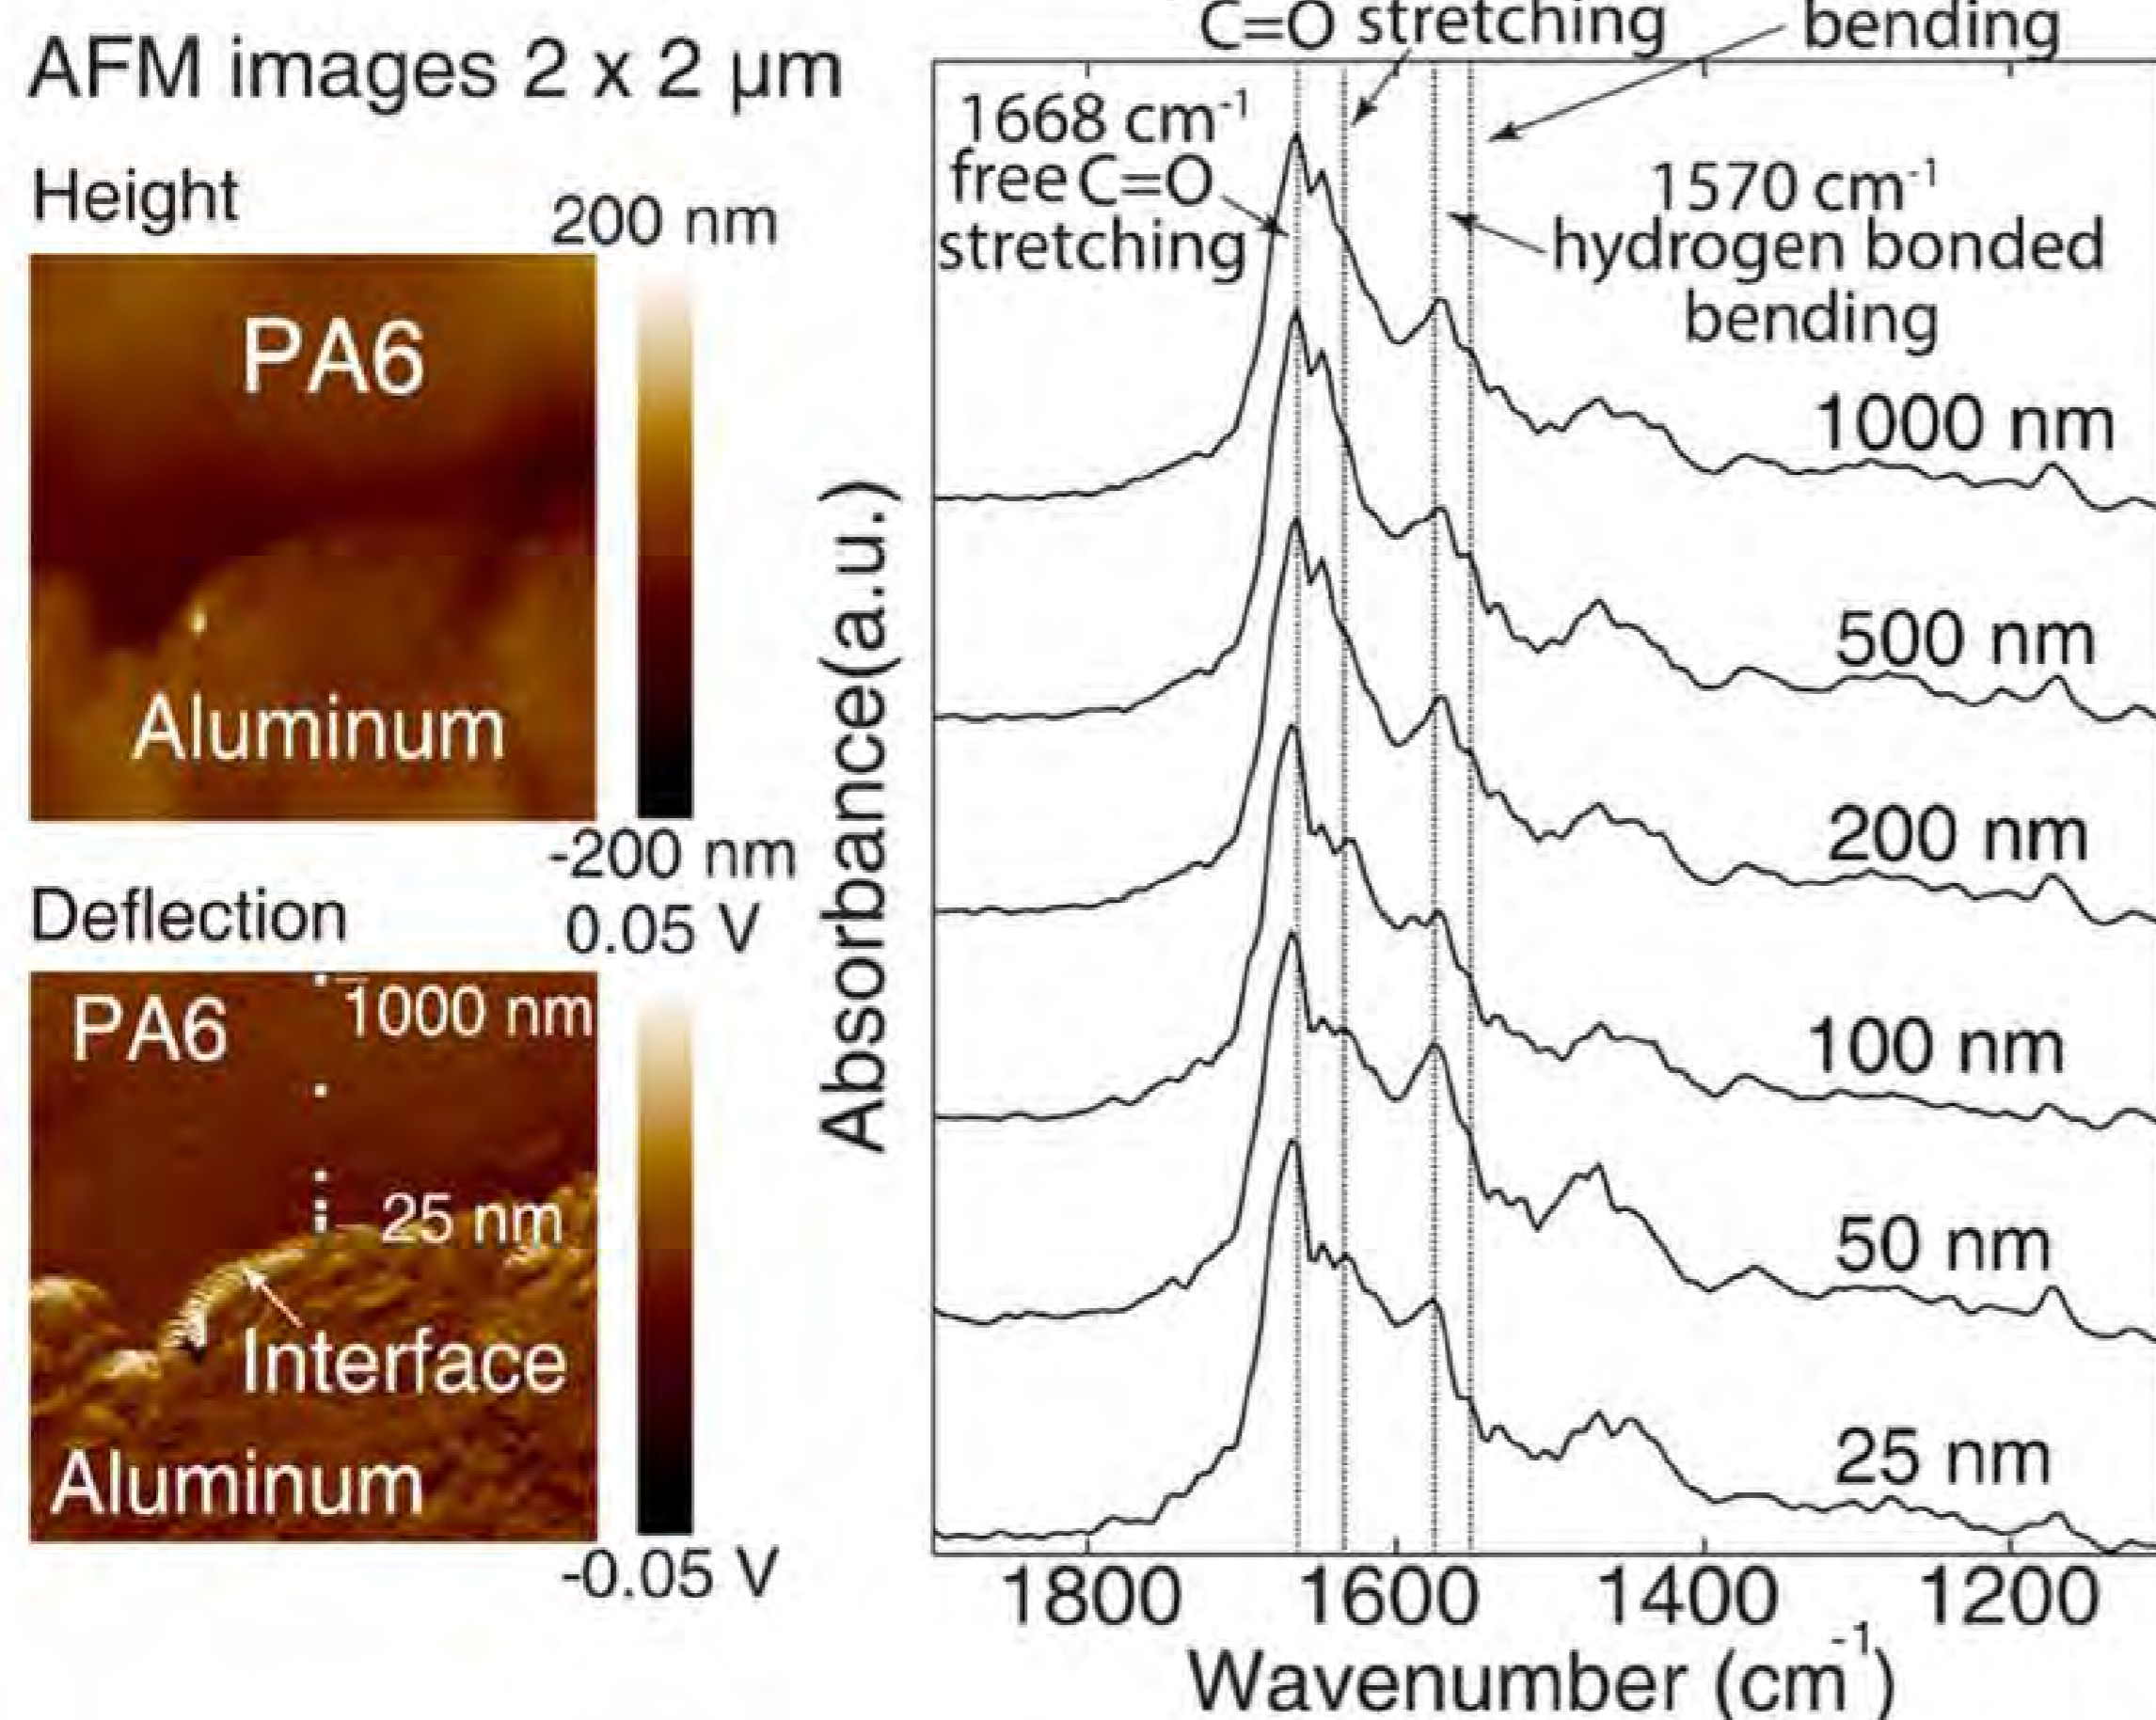 AFM images 2 x 2 µm
Height
200 nm
PA6
Aluminum
-200 nm
Deflection
0.05 V
PA6
1000 nm
25 nm
Interface
Aluminum
-0.05 V
C=O stretching
bending
1668 cm⁻¹
free C=O
stretching
1570 cm⁻¹
hydrogen bonded
bending
1000 nm
500 nm
200 nm
100 nm
50 nm
25 nm
Absorbance(a.u.)
1800 1600 1400 1200
Wavenumber (cm⁻¹)